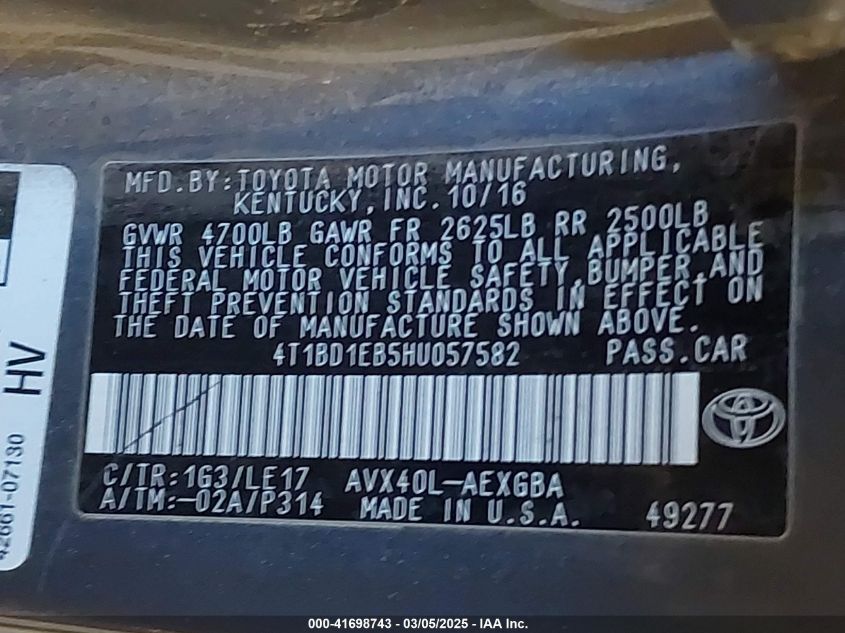 MFD.BY:TOYOTA MOTOR MANUFACTURING,
KENTUCKY, INC. 10/16
GVWR 4700LB GAWR FR 2625LB RR 2500LB
THIS VEHICLE CONFORMS TO ALL APPLICABLE
FEDERAL MOTOR VEHICLE SAFETY, BUMPER, AND
THEFT PREVENTION STANDARDS IN EFFECT ON
THE DATE OF MANUFACTURE SHOWN ABOVE.
4T1BD1EB5HU057582 PASS.CAR
C/TR:1G3/LE17 AVX40L-AEXGBA
A/TM:-02A/P314 MADE IN U.S.A. 49277
HV
42661-07130
000-41698743 - 03/05/2025 - IAA Inc.